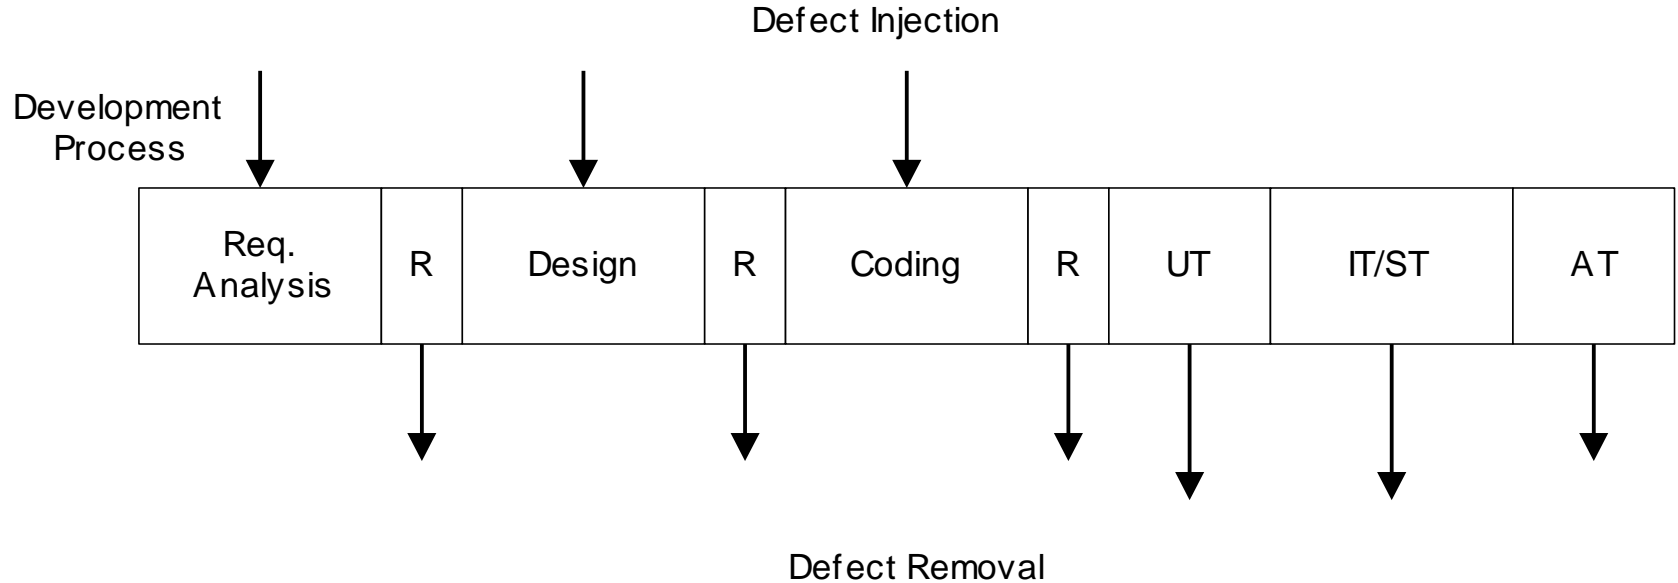 Defect Injection
Development
Process
Req.
Analysis
R
Design
R
Coding
R
UT
IT/ST
AT
Defect Removal